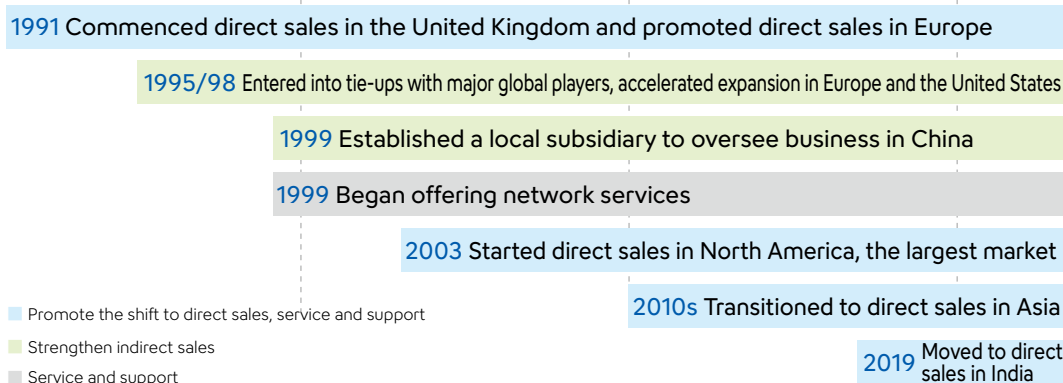 1991 Commenced direct sales in the United Kingdom and promoted direct sales in Europe
1995/98 Entered into tie-ups with major global players, accelerated expansion in Europe and the United States
1999 Established a local subsidiary to oversee business in China
1999 Began offering network services
2003 Started direct sales in North America, the largest market
2010s Transitioned to direct sales in Asia
2019 Moved to direct
sales in India
Promote the shift to direct sales, service and support
Strengthen indirect sales
Service and support